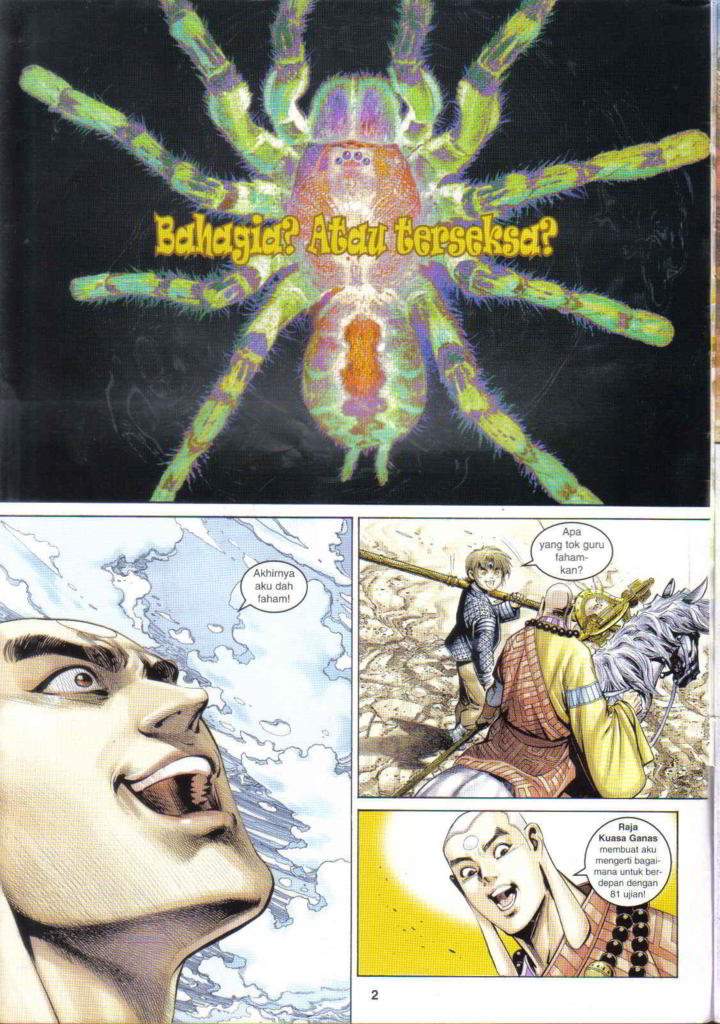 Bahagia? Atau terseksa?
Akhirnya
aku dah
faham!
Apa
yang tok guru
faham-
kan?
Raja
Kuasa Ganas
membuat aku
mengerti bagai-
mana untuk ber-
depan dengan
81 ujian!
2